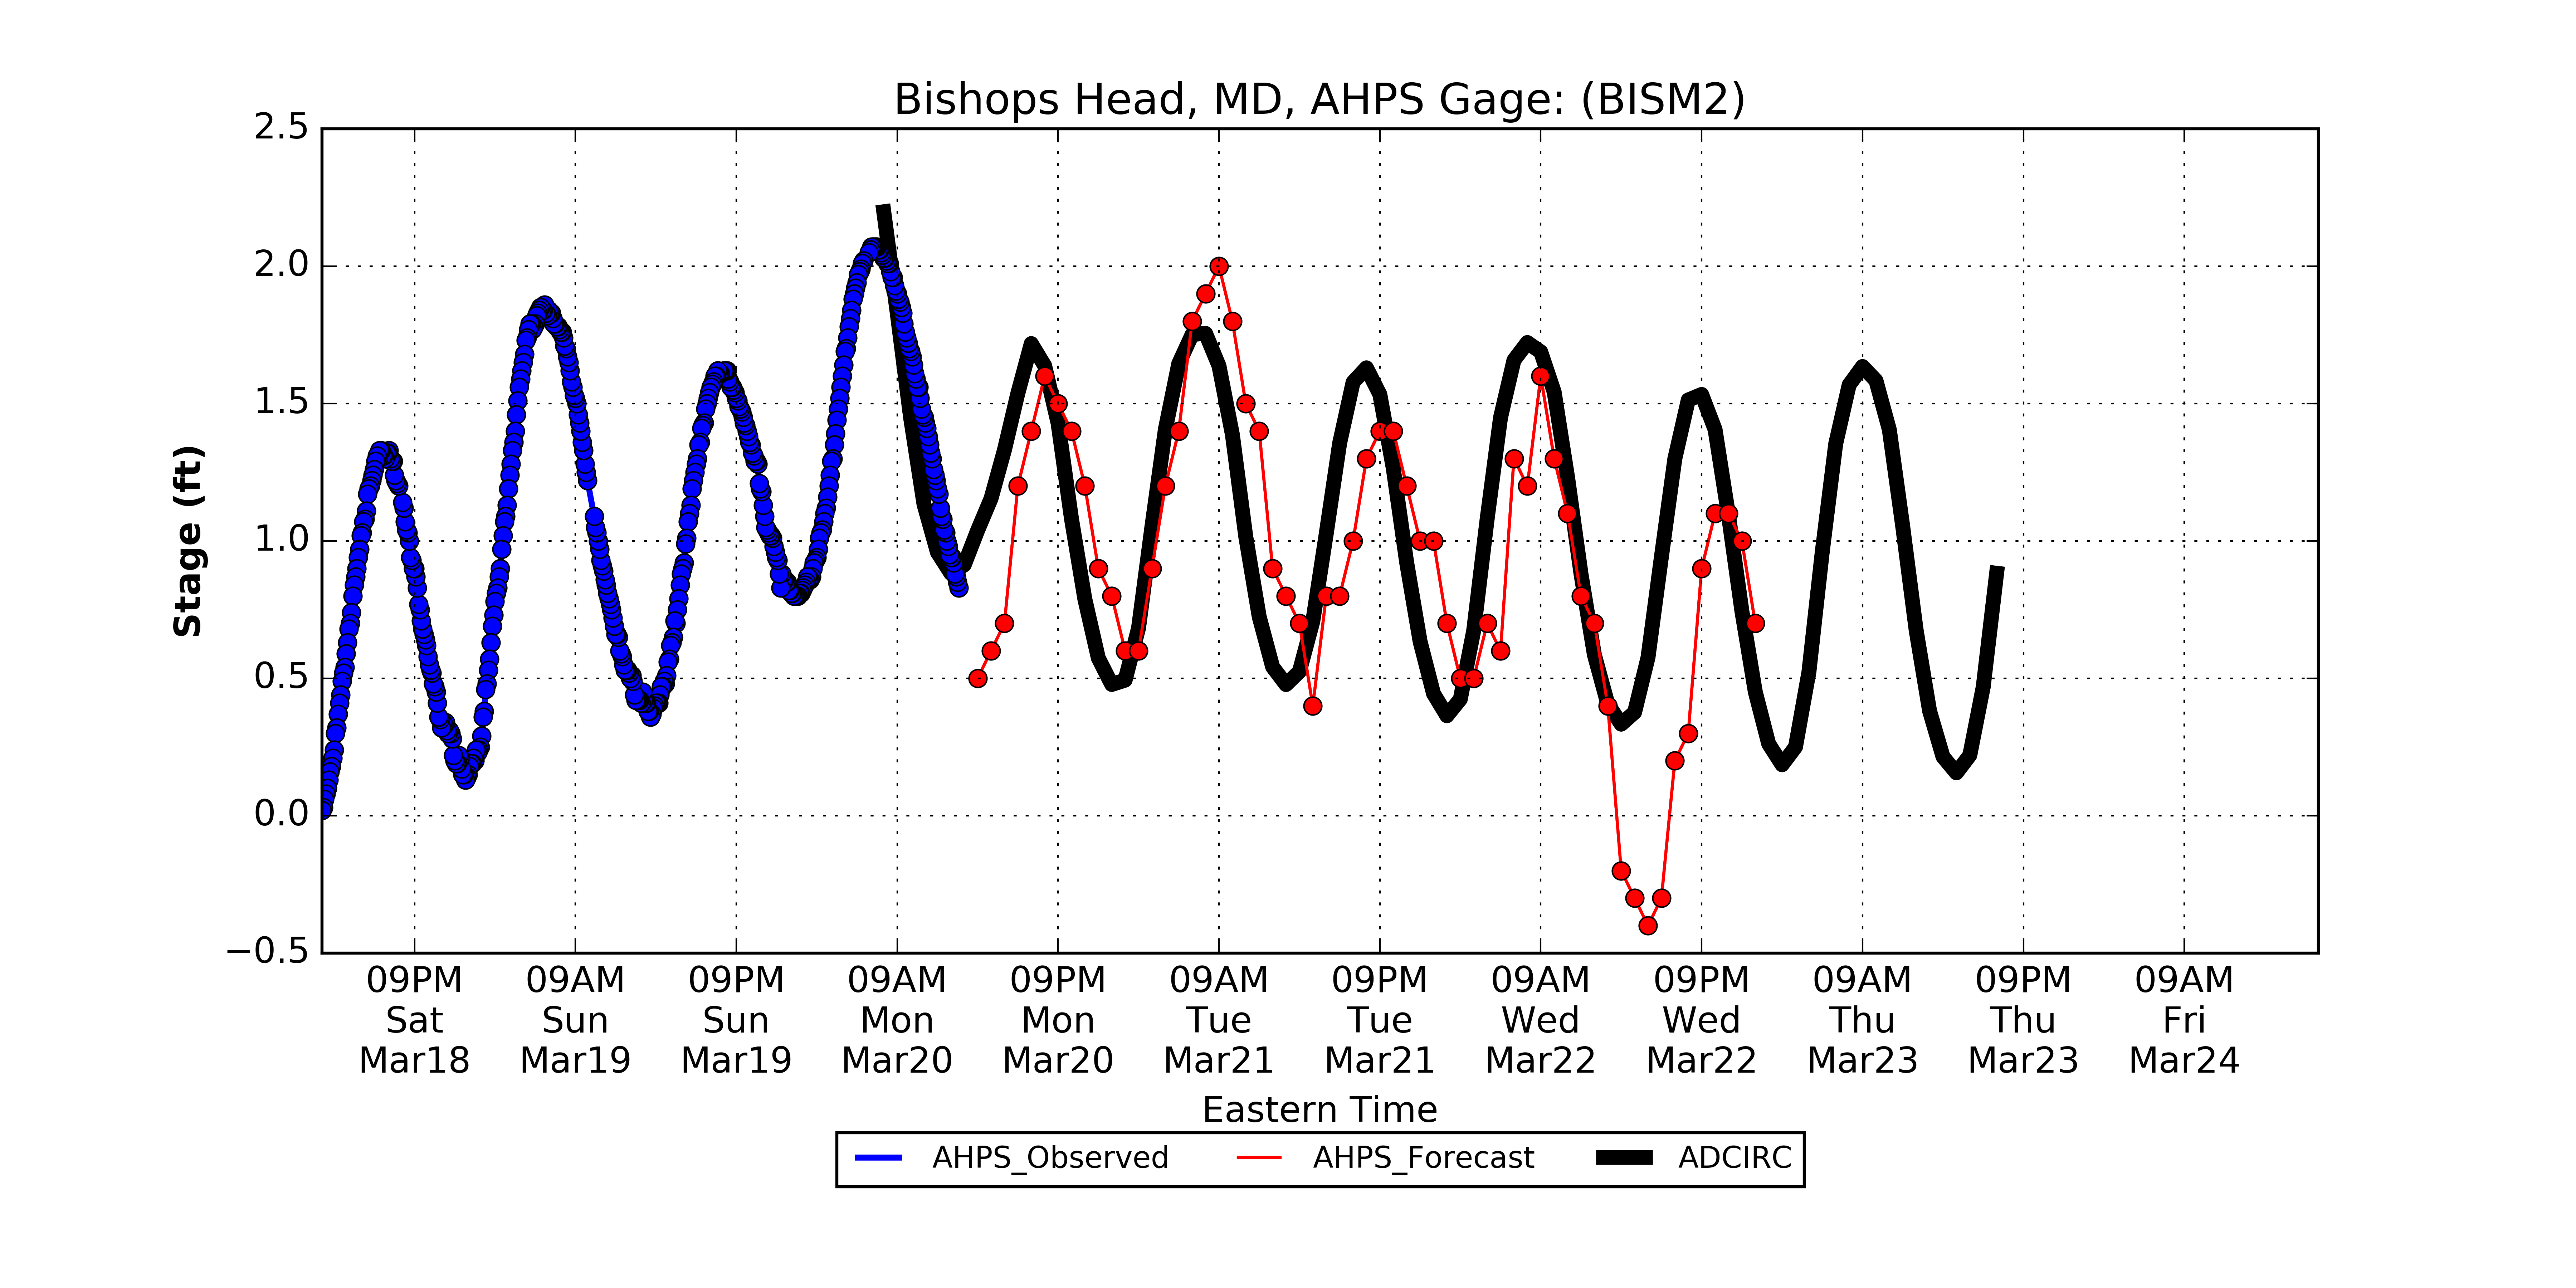 Bishops Head, MD, AHPS Gage: (BISM2)
Stage (ft)
2.5
2.0
1.5
1.0
0.5
0.0
−0.5
09PM 09AM 09PM 09AM 09PM 09AM 09PM 09AM 09PM 09AM 09PM 09AM
Sat Sun Sun Mon Mon Tue Tue Wed Wed Thu Thu Fri
Mar18 Mar19 Mar19 Mar20 Mar20 Mar21 Mar21 Mar22 Mar22 Mar23 Mar23 Mar24
Eastern Time
AHPS_Observed AHPS_Forecast ADCIRC